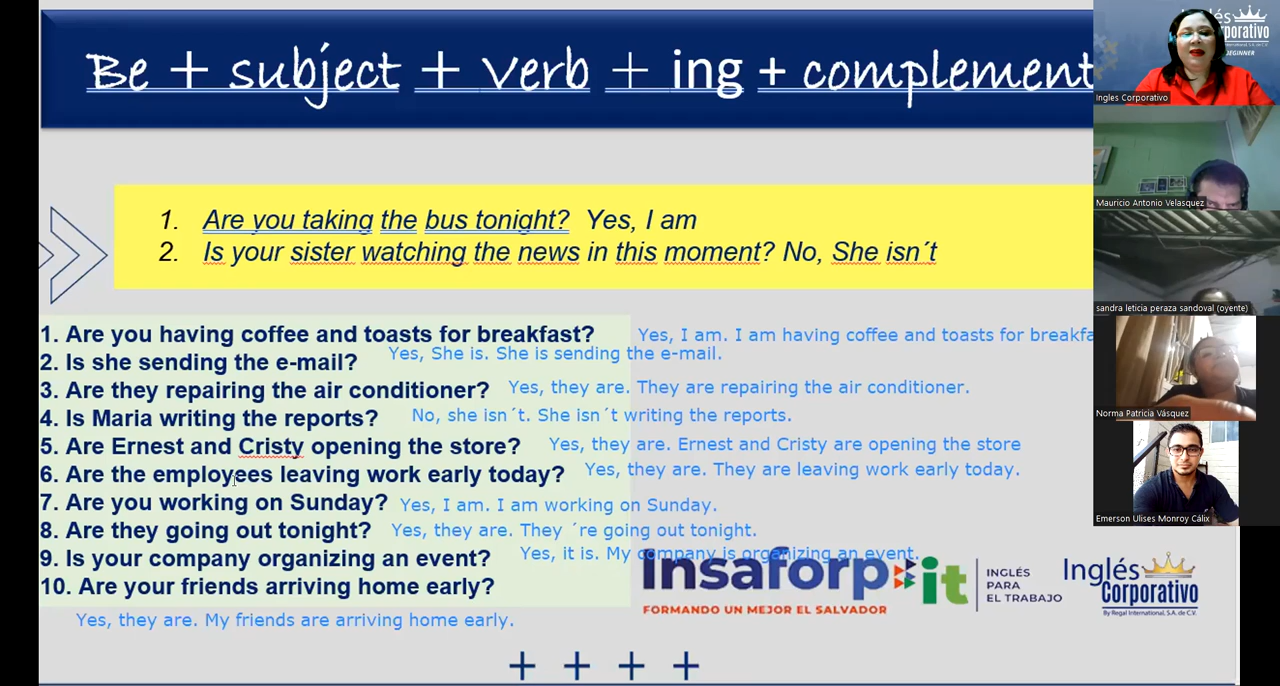 Be + subject + Verb + ing + complement
1. Are you taking the bus tonight? Yes, I am
2. Is your sister watching the news in this moment? No, She isn´t
1. Are you having coffee and toasts for breakfast? Yes, I am. I am having coffee and toasts for breakfa
2. Is she sending the e-mail? Yes, She is. She is sending the e-mail.
3. Are they repairing the air conditioner? Yes, they are. They are repairing the air conditioner.
4. Is Maria writing the reports? No, she isn´t. She isn´t writing the reports.
5. Are Ernest and Cristy opening the store? Yes, they are. Ernest and Cristy are opening the store
6. Are the employees leaving work early today? Yes, they are. They are leaving work early today.
7. Are you working on Sunday? Yes, I am. I am working on Sunday.
8. Are they going out tonight? Yes, they are. They ´re going out tonight.
9. Is your company organizing an event? Yes, it is. My company is organizing an event.
10. Are your friends arriving home early?
Yes, they are. My friends are arriving home early.
insaforp it
FORMANDO UN MEJOR EL SALVADOR
INGLÉS
PARA
EL TRABAJO
Inglés
Corporativo
By Regal International, S.A. de C.V.
Ingles Corporativo
Mauricio Antonio Velasquez
sandra leticia peraza sandoval (oyente)
Norma Patricia Vásquez
Emerson Ulises Monroy Cálix